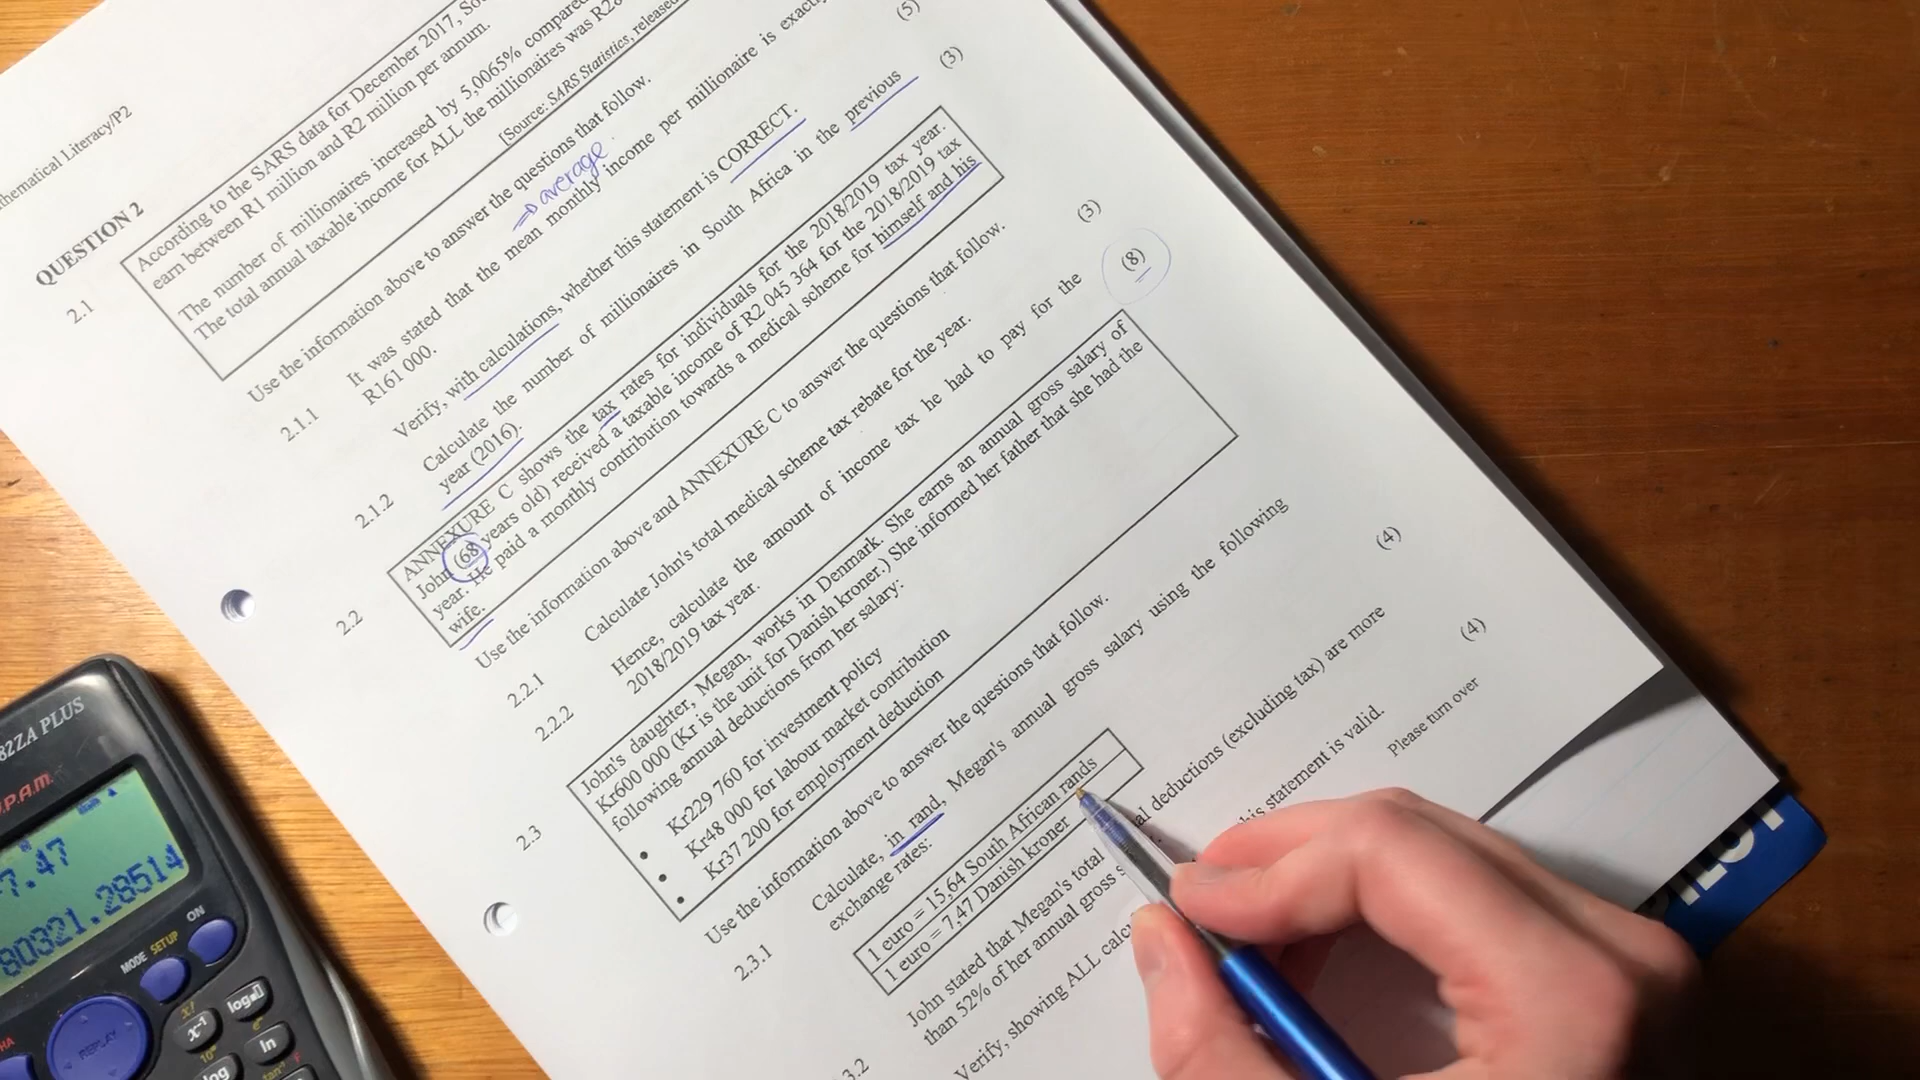 thematical Literacy/P2
QUESTION 2
2.1
According to the SARS data for December 2017, So
earn between R1 million and R2 million per annum.
The number of millionaires increased by 5,0065% compared
The total annual taxable income for ALL the millionaires was R28
[Source: SARS Statistics, released
Use the information above to answer the questions that follow.
⇒ average
2.1.1
It was stated that the mean monthly income per millionaire is exactly
R161 000.
Verify, with calculations, whether this statement is CORRECT.
(5)
2.1.2
Calculate the number of millionaires in South Africa in the previous
year (2016).
(3)
2.2
ANNEXURE C shows the tax rates for individuals for the 2018/2019 tax year.
John (68 years old) received a taxable income of R2 045 364 for the 2018/2019 tax
year. He paid a monthly contribution towards a medical scheme for himself and his
wife.
Use the information above and ANNEXURE C to answer the questions that follow.
2.2.1
Calculate John's total medical scheme tax rebate for the year.
(3)
2.2.2
Hence, calculate the amount of income tax he had to pay for the
2018/2019 tax year.
(8)
2.3
John's daughter, Megan, works in Denmark. She earns an annual gross salary of
Kr600 000 (Kr is the unit for Danish kroner.) She informed her father that she had the
following annual deductions from her salary:
• Kr229 760 for investment policy
• Kr48 000 for labour market contribution
• Kr37 200 for employment deduction
Use the information above to answer the questions that follow.
2.3.1
Calculate, in rand, Megan's annual gross salary using the following
exchange rates:
(4)
1 euro = 15,64 South African rands
1 euro = 7,47 Danish kroner
3.2
John stated that Megan's total al deductions (excluding tax) are more
than 52% of her annual gross s
Verify, showing ALL calc his statement is valid.
(4)
Please turn over
82ZA PLUS
V.P.A.M.
7.47
80321.28514
ON
MODE SETUP
REPLAY
x!
x⁻¹
log
10
ln
log
HA